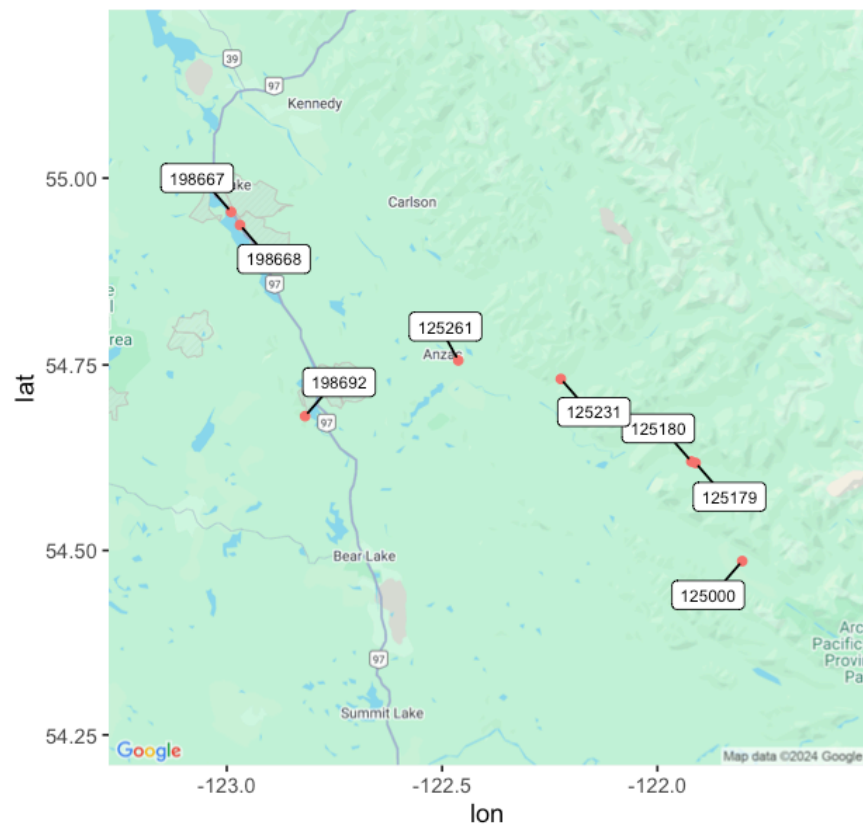 39
97
Kennedy
55.00
198667
ake
Carlson
198668
97
125261
Anzac
rea
54.75
198692
125231
125180
97
125179
54.50
Bear Lake
125000
Arc
Pacific
Provin
Pa
97
Summit Lake
54.25
Google
Map data ©2024 Google
-123.0
-122.5
-122.0
lon
lat